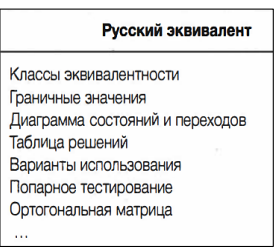 Русский эквивалент
Классы эквивалентности
Граничные значения
Диаграмма состояний и переходов
Таблица решений
Варианты использования
Попарное тестирование
Ортогональная матрица
...